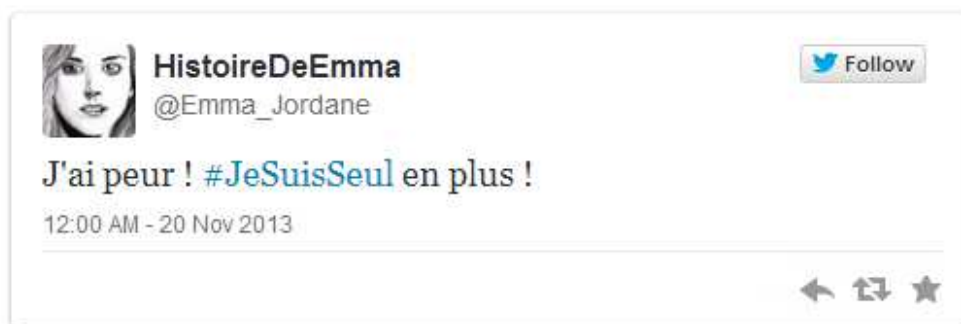 HistoireDeEmma
Follow
@Emma_Jordane
J'ai peur ! #JeSuisSeul en plus !
12:00 AM - 20 Nov 2013